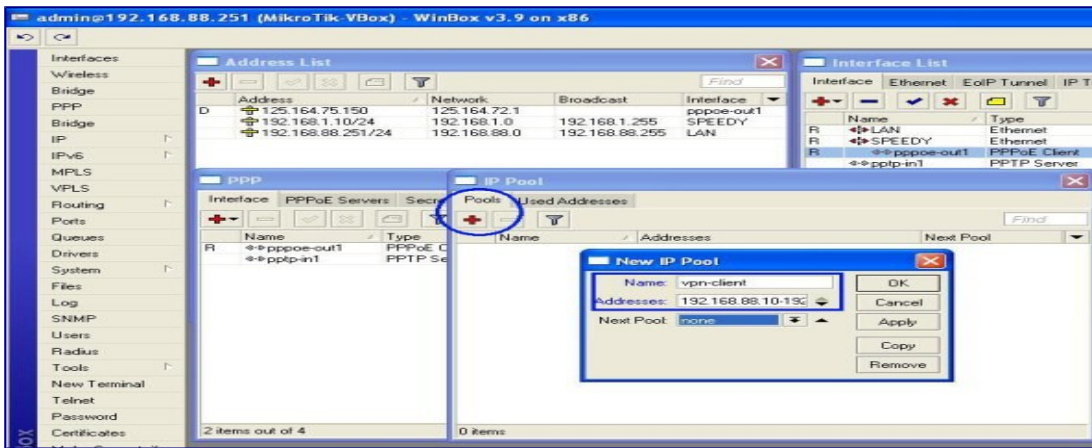 admin@192.168.88.251 (MikroTik-VBox) - WinBox v3.9 on x86
Interfaces
Wireless
Bridge
PPP
Bridge
IP
IPv6
MPLS
VPLS
Routing
Ports
Queues
Drivers
System
Files
Log
SNMP
Users
Radius
Tools
New Terminal
Telnet
Password
Certificates
Address List
Find
Address Network Broadcast Interface
D 125.164.75.150 125.164.72.1 pppoe-out1
192.168.1.10/24 192.168.1.0 192.168.1.255 SPEEDY
192.168.88.251/24 192.168.88.0 192.168.88.255 LAN
Interface List
Interface Ethernet EoIP Tunnel IP T
Name Type
R LAN Ethernet
R SPEEDY Ethernet
R pppoe-out1 PPPoE Client
pptp-in1 PPTP Server
PPP
Interface PPPoE Servers Secre
Name Type
R pppoe-out1 PPPoE C
pptp-in1 PPTP Se
2 items out of 4
IP Pool
Pools Used Addresses
Find
Name Addresses Next Pool
0 items
New IP Pool
Name: vpn-client
Addresses: 192.168.88.10-192
Next Pool: none
OK
Cancel
Apply
Copy
Remove